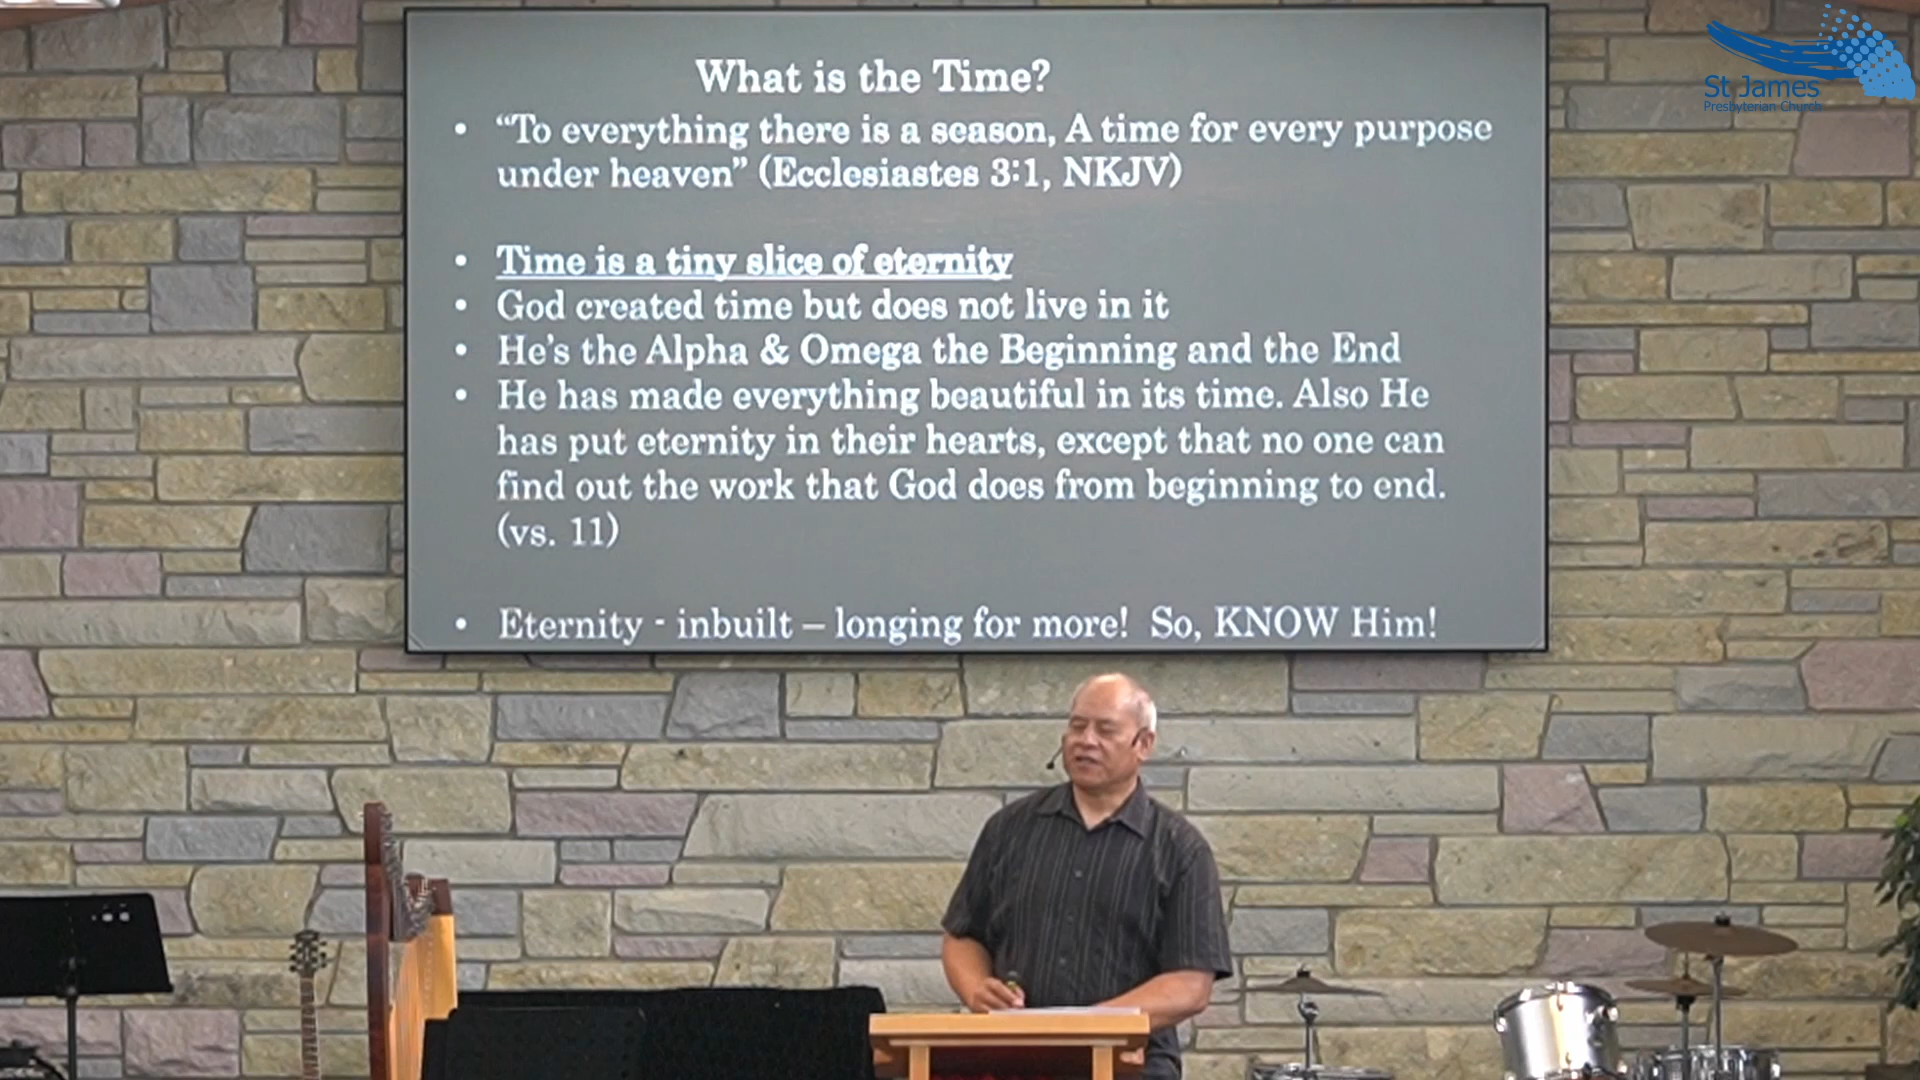 What is the Time?
• “To everything there is a season, A time for every purpose
under heaven” (Ecclesiastes 3:1, NKJV)
• Time is a tiny slice of eternity
• God created time but does not live in it
• He’s the Alpha & Omega the Beginning and the End
• He has made everything beautiful in its time. Also He
has put eternity in their hearts, except that no one can
find out the work that God does from beginning to end.
(vs. 11)
• Eternity - inbuilt – longing for more!  So, KNOW Him!
St James
Presbyterian Church